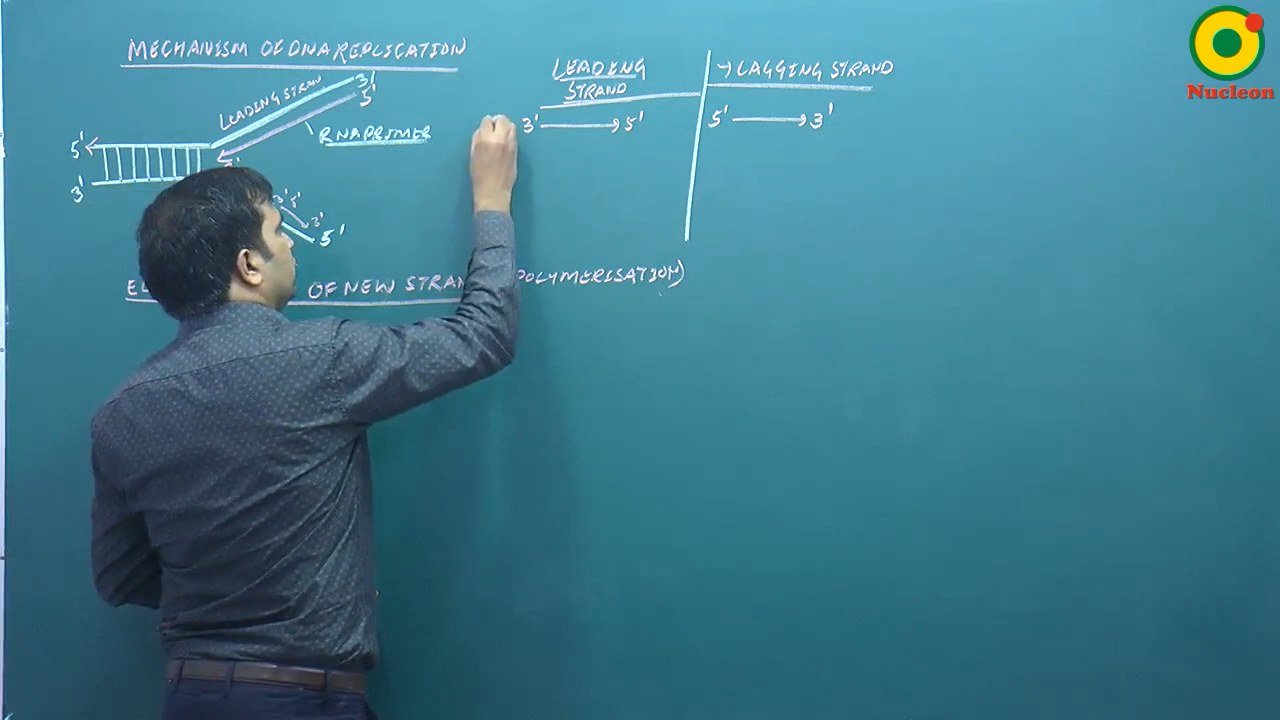 MECHANISM OF DNA REPLICATION
LEADING STRAND
3'
5'
RNA PRIMER
5'
3'
3' 5'
3'
5'
OF NEW STRAN POLYMERISATION)
LEADING
STRAND
3' → 5'
→ LAGGING STRAND
5' → 3'
Nucleon